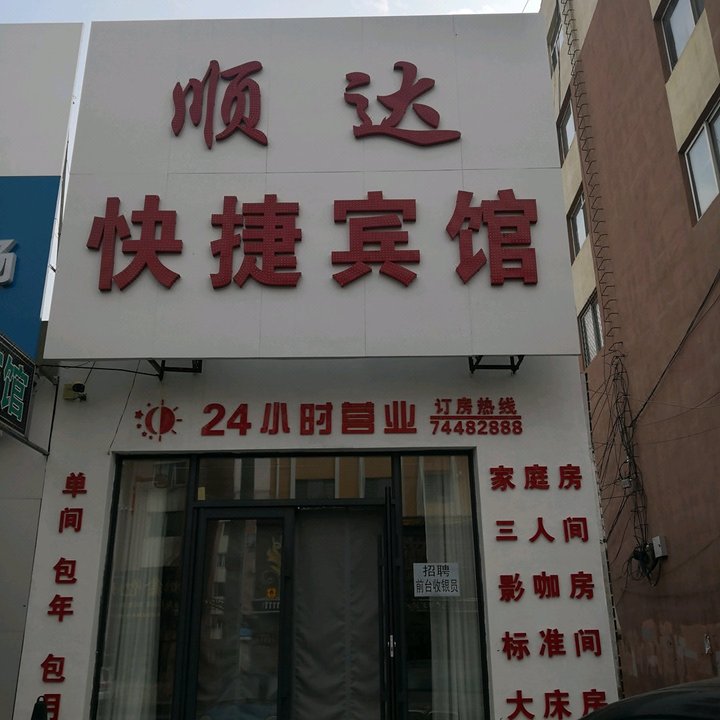 顺达
快捷宾馆
24小时营业
订房热线
74482888
单间 包年 包月
家庭房
三人间
影咖房
标准间
大床房
招聘
前台收银员
馆
场